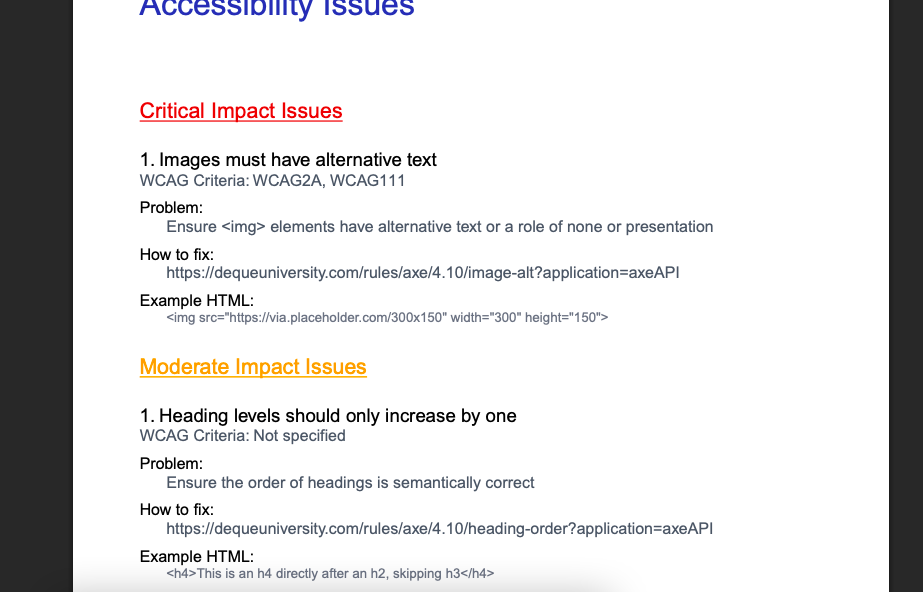 Accessibility Issues
Critical Impact Issues
1. Images must have alternative text
WCAG Criteria: WCAG2A, WCAG111
Problem:
Ensure <img> elements have alternative text or a role of none or presentation
How to fix:
https://dequeuniversity.com/rules/axe/4.10/image-alt?application=axeAPI
Example HTML:
<img src="https://via.placeholder.com/300x150" width="300" height="150">
Moderate Impact Issues
1. Heading levels should only increase by one
WCAG Criteria: Not specified
Problem:
Ensure the order of headings is semantically correct
How to fix:
https://dequeuniversity.com/rules/axe/4.10/heading-order?application=axeAPI
Example HTML:
<h4>This is an h4 directly after an h2, skipping h3</h4>